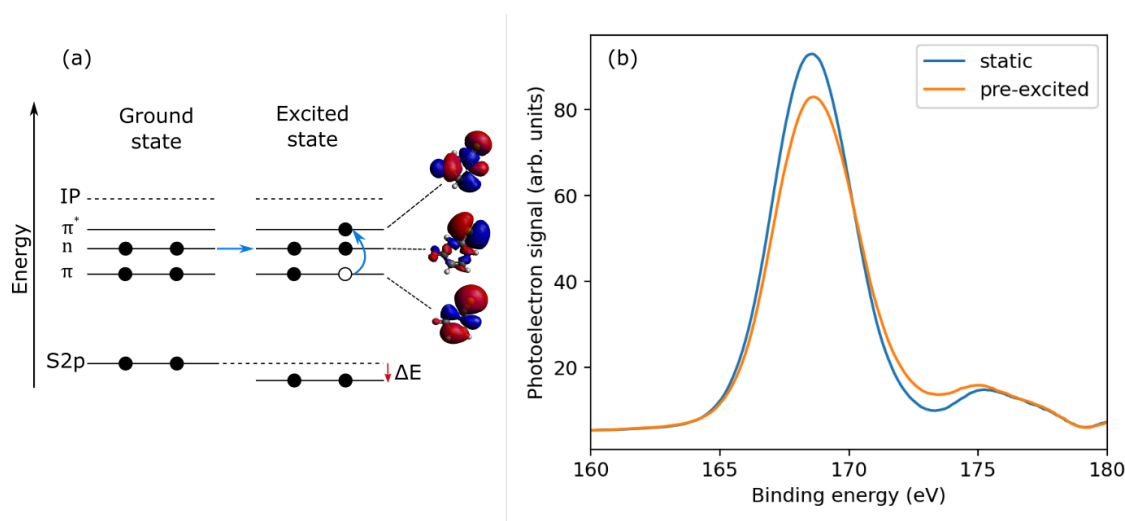 (a)
Ground
state
Excited
state
Energy
IP
π*
n
π
S2p
ΔE
(b)
static
pre-excited
Photoelectron signal (arb. units)
80
60
40
20
160
165
170
175
180
Binding energy (eV)